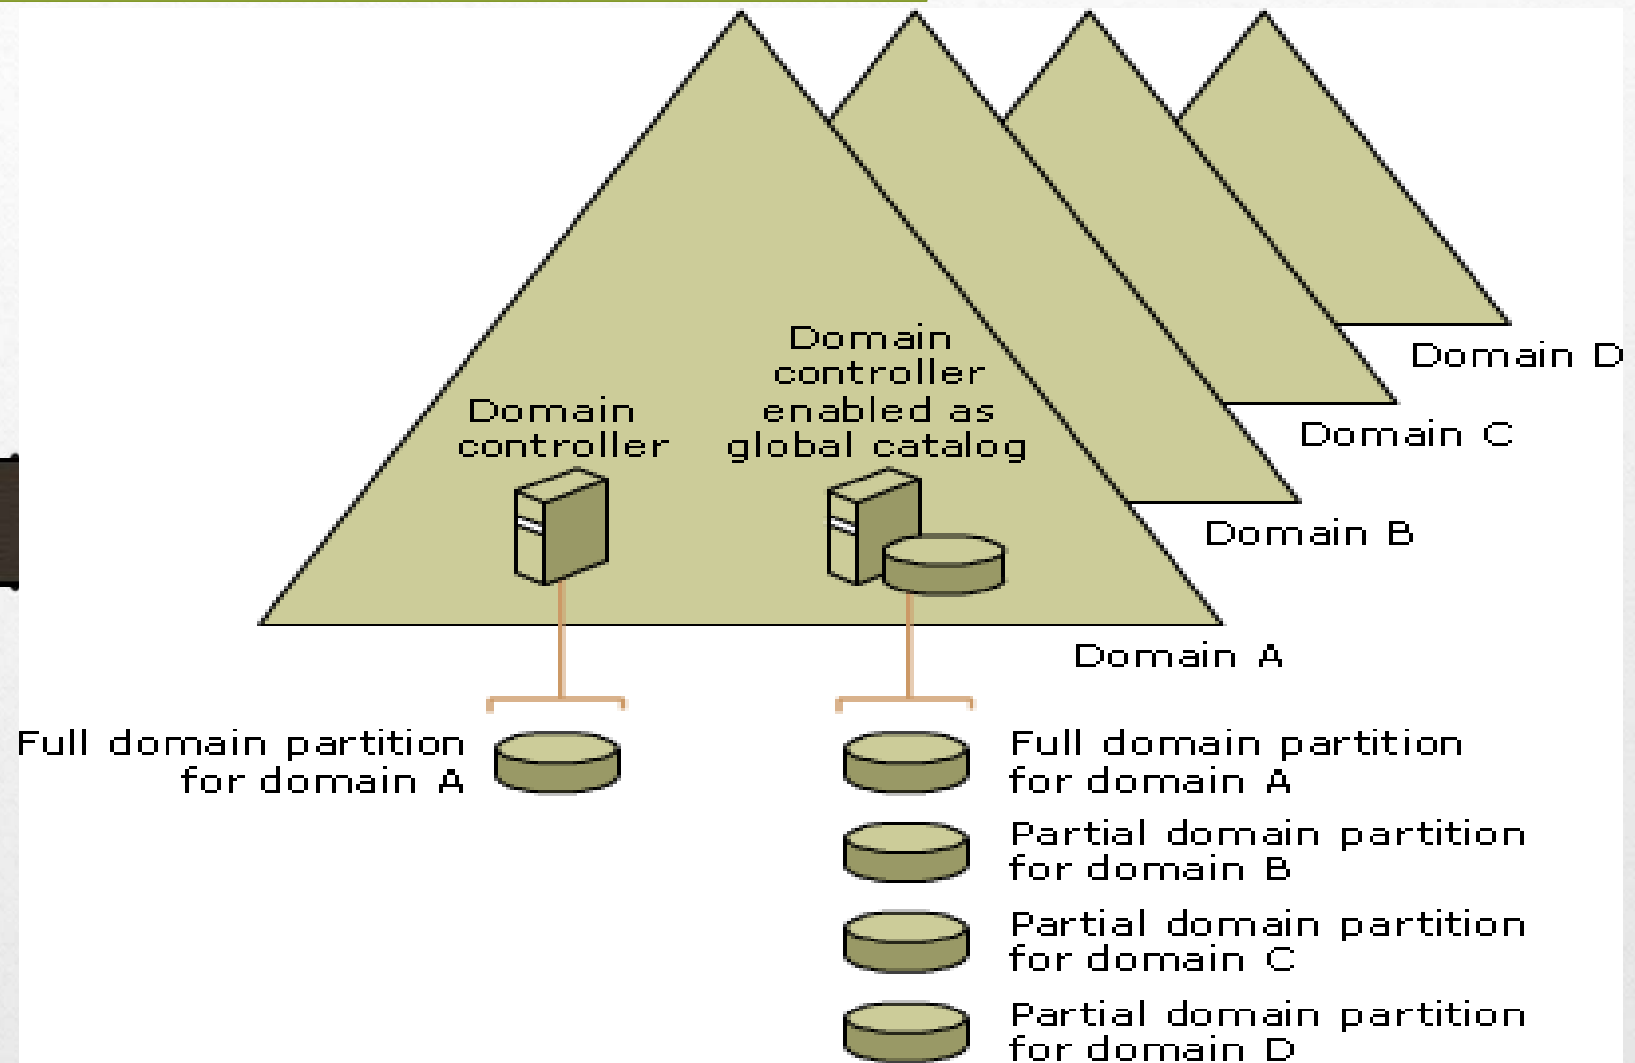 Domain
controller
Domain
controller
enabled as
global catalog
Domain D
Domain C
Domain B
Domain A
Full domain partition
for domain A
Full domain partition
for domain A
Partial domain partition
for domain B
Partial domain partition
for domain C
Partial domain partition
for domain D